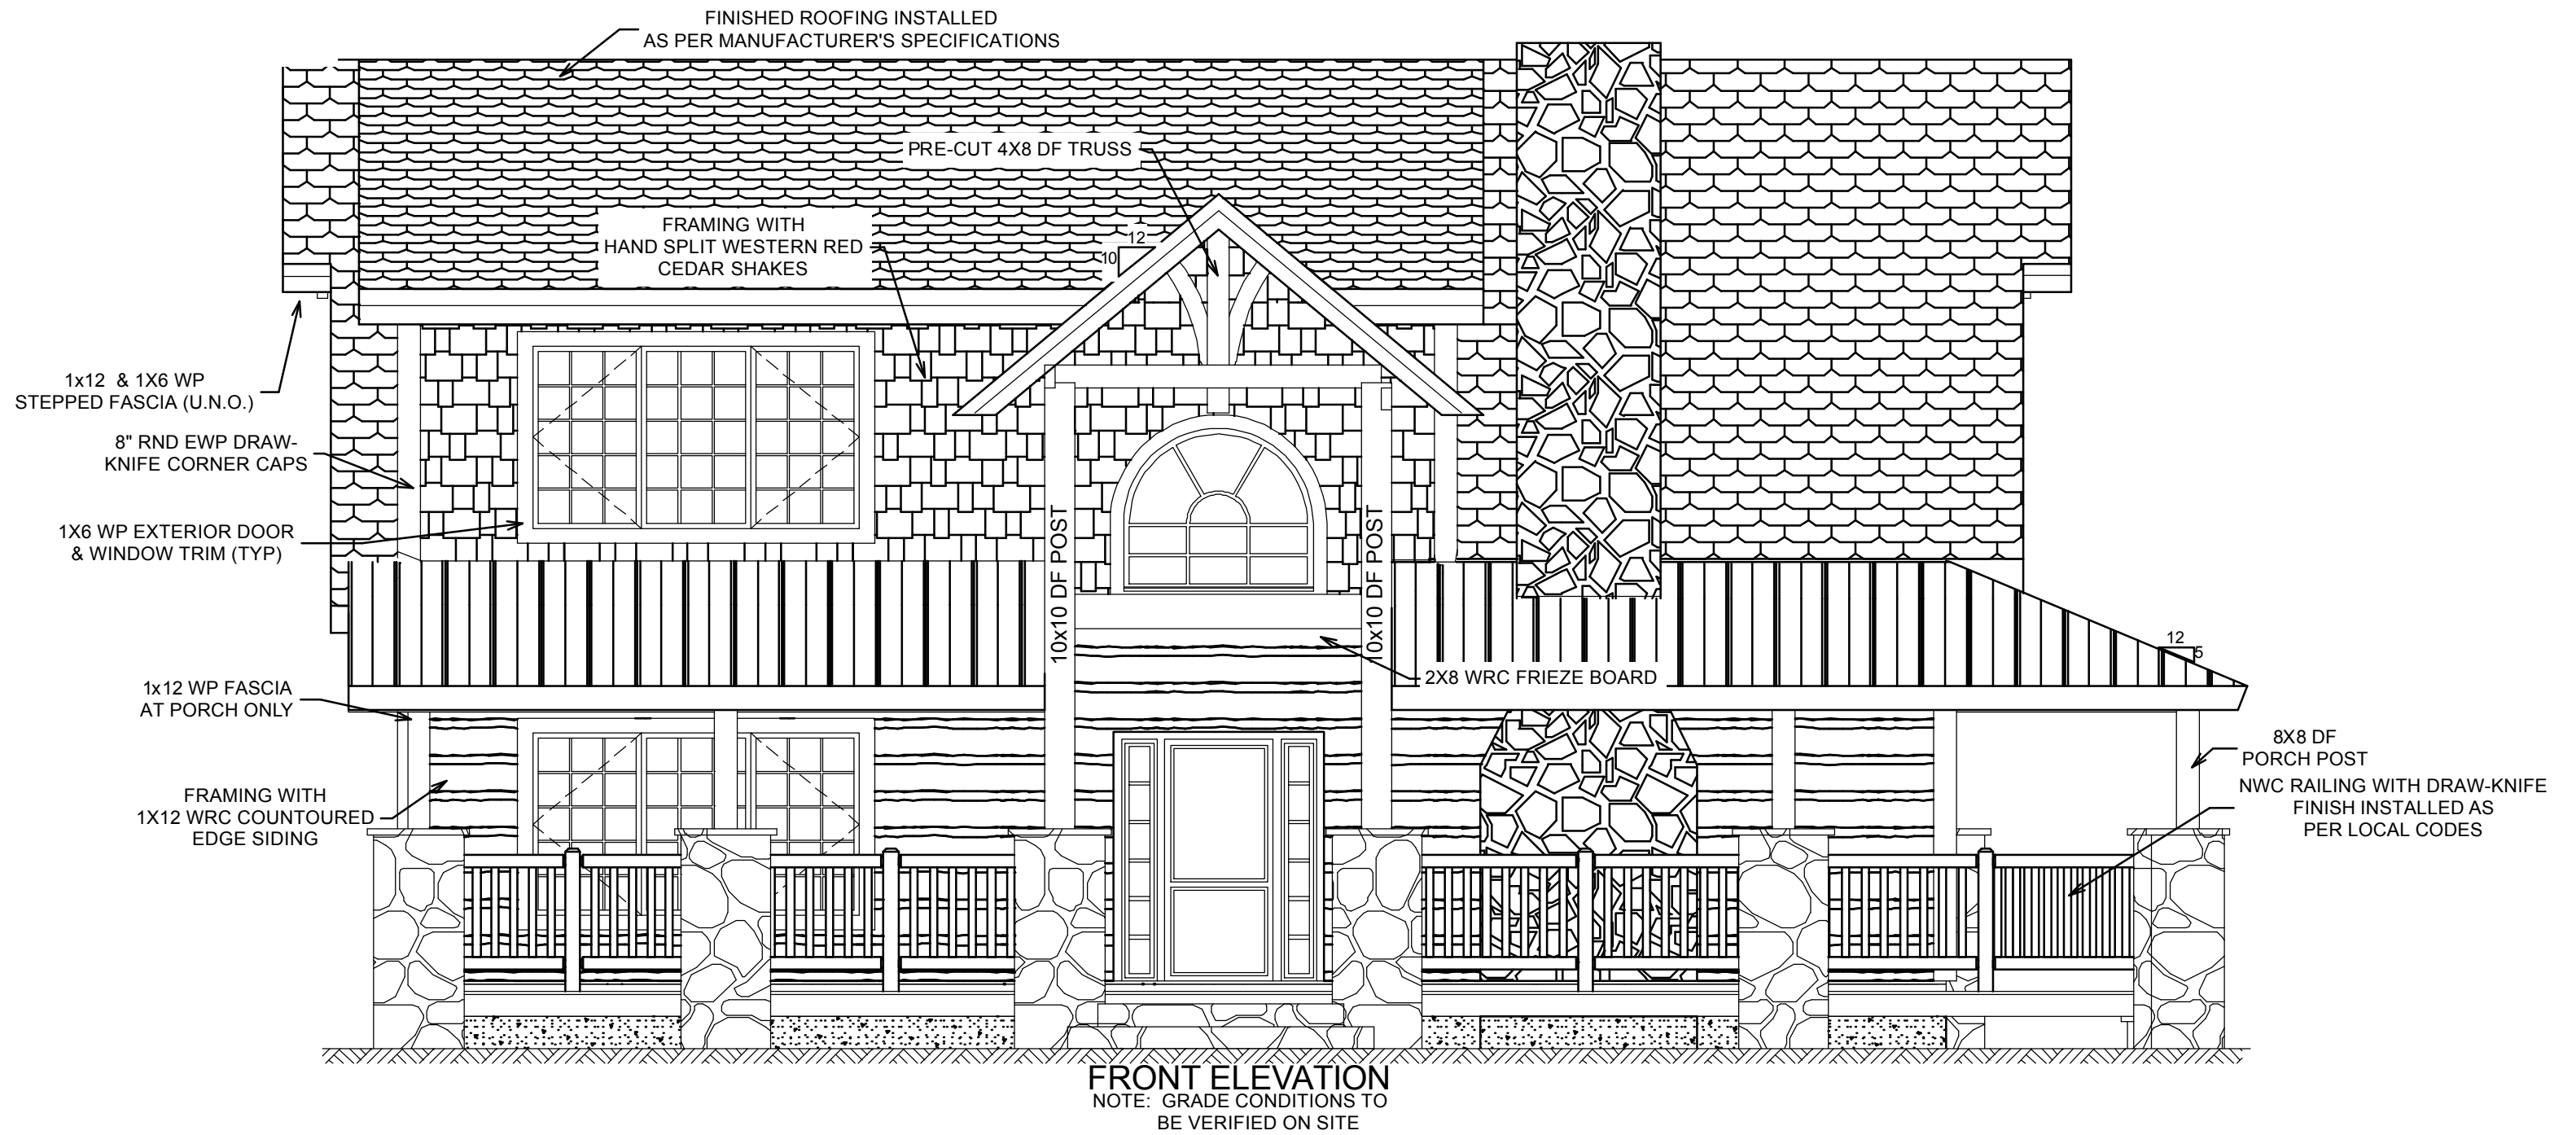 FINISHED ROOFING INSTALLED
AS PER MANUFACTURER'S SPECIFICATIONS
PRE-CUT 4X8 DF TRUSS
FRAMING WITH
HAND SPLIT WESTERN RED
CEDAR SHAKES
12
10
1x12 & 1X6 WP
STEPPED FASCIA (U.N.O.)
8" RND EWP DRAW-
KNIFE CORNER CAPS
1X6 WP EXTERIOR DOOR
& WINDOW TRIM (TYP)
10x10 DF POST
10x10 DF POST
12
5
2X8 WRC FRIEZE BOARD
1x12 WP FASCIA
AT PORCH ONLY
8X8 DF
PORCH POST
NWC RAILING WITH DRAW-KNIFE
FINISH INSTALLED AS
PER LOCAL CODES
FRAMING WITH
1X12 WRC COUNTOURED
EDGE SIDING
FRONT ELEVATION
NOTE: GRADE CONDITIONS TO
BE VERIFIED ON SITE